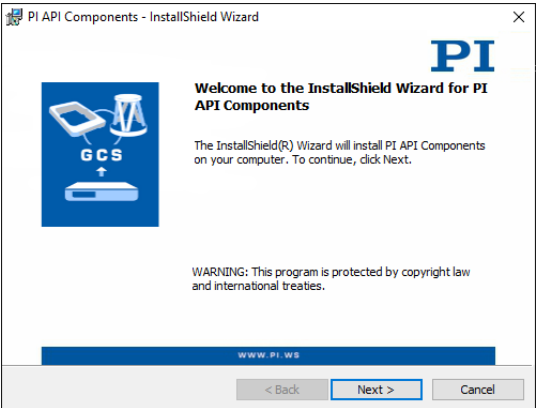 PI API Components - InstallShield Wizard
PI
Welcome to the InstallShield Wizard for PI
API Components
The InstallShield(R) Wizard will install PI API Components
on your computer. To continue, click Next.
GCS
WARNING: This program is protected by copyright law
and international treaties.
WWW.PI.WS
< Back
Next >
Cancel